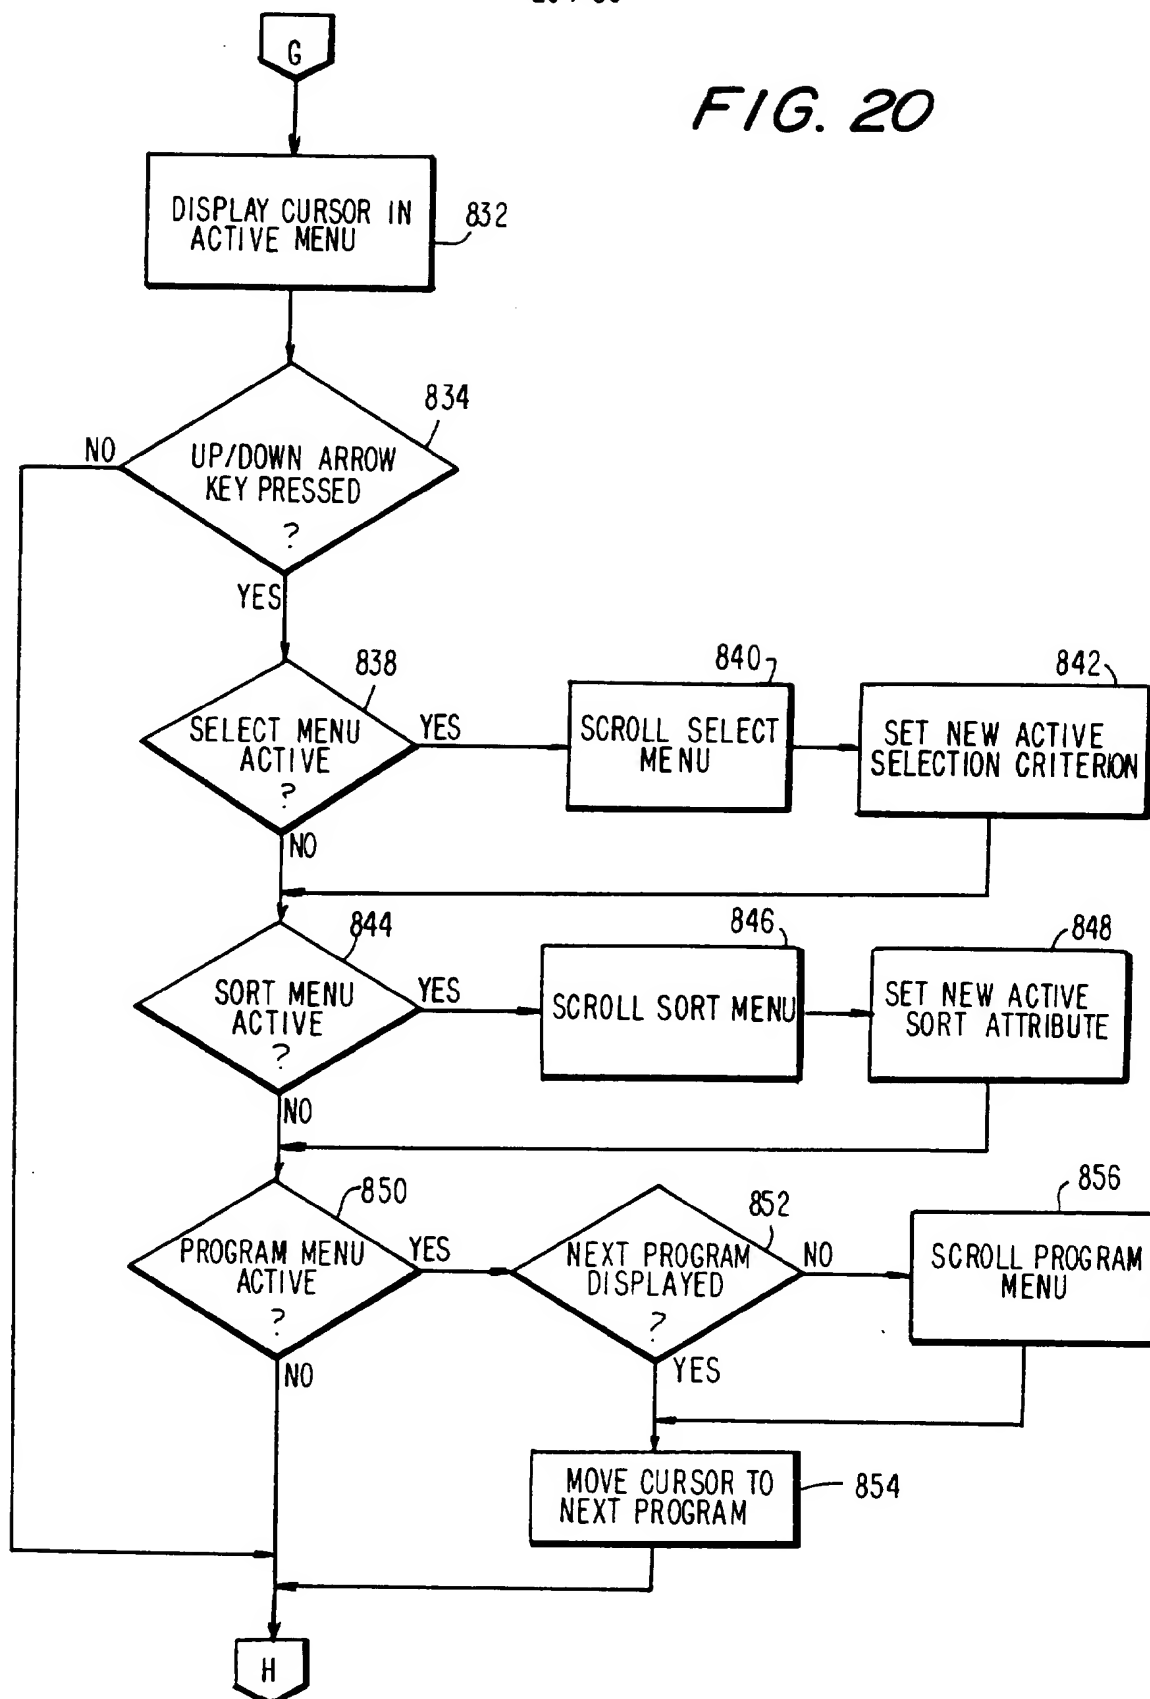 G
FIG. 20
DISPLAY CURSOR IN
ACTIVE MENU
832
834
NO
UP/DOWN ARROW
KEY PRESSED
?
YES
838
SELECT MENU
ACTIVE
?
YES
840
SCROLL SELECT
MENU
842
SET NEW ACTIVE
SELECTION CRITERION
NO
844
SORT MENU
ACTIVE
?
YES
846
SCROLL SORT MENU
848
SET NEW ACTIVE
SORT ATTRIBUTE
NO
850
PROGRAM MENU
ACTIVE
?
YES
852
NEXT PROGRAM
DISPLAYED
?
NO
856
SCROLL PROGRAM
MENU
NO
YES
MOVE CURSOR TO
NEXT PROGRAM
854
H